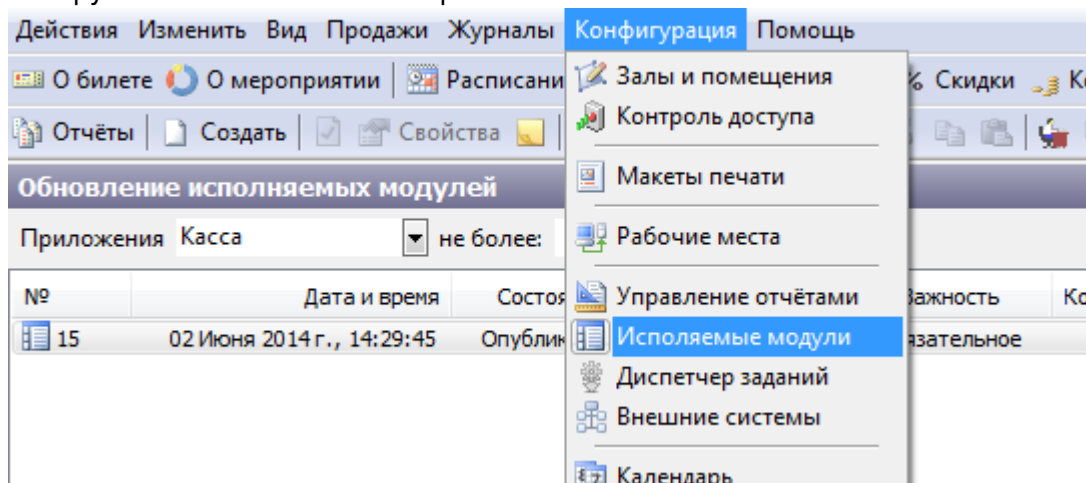 Действия Изменить Вид Продажи Журналы Конфигурация Помощь
О билете О мероприятии Расписани Залы и помещения % Скидки
Отчёты Создать Свойства Контроль доступа
Обновление исполняемых модулей Макеты печати
Приложения Касса не более: Рабочие места
№ Дата и время Состоя Управление отчётами Важность Ко
15 02 Июня 2014 г., 14:29:45 Опублик Исполяемые модули язательное
Диспетчер заданий
Внешние системы
Календарь